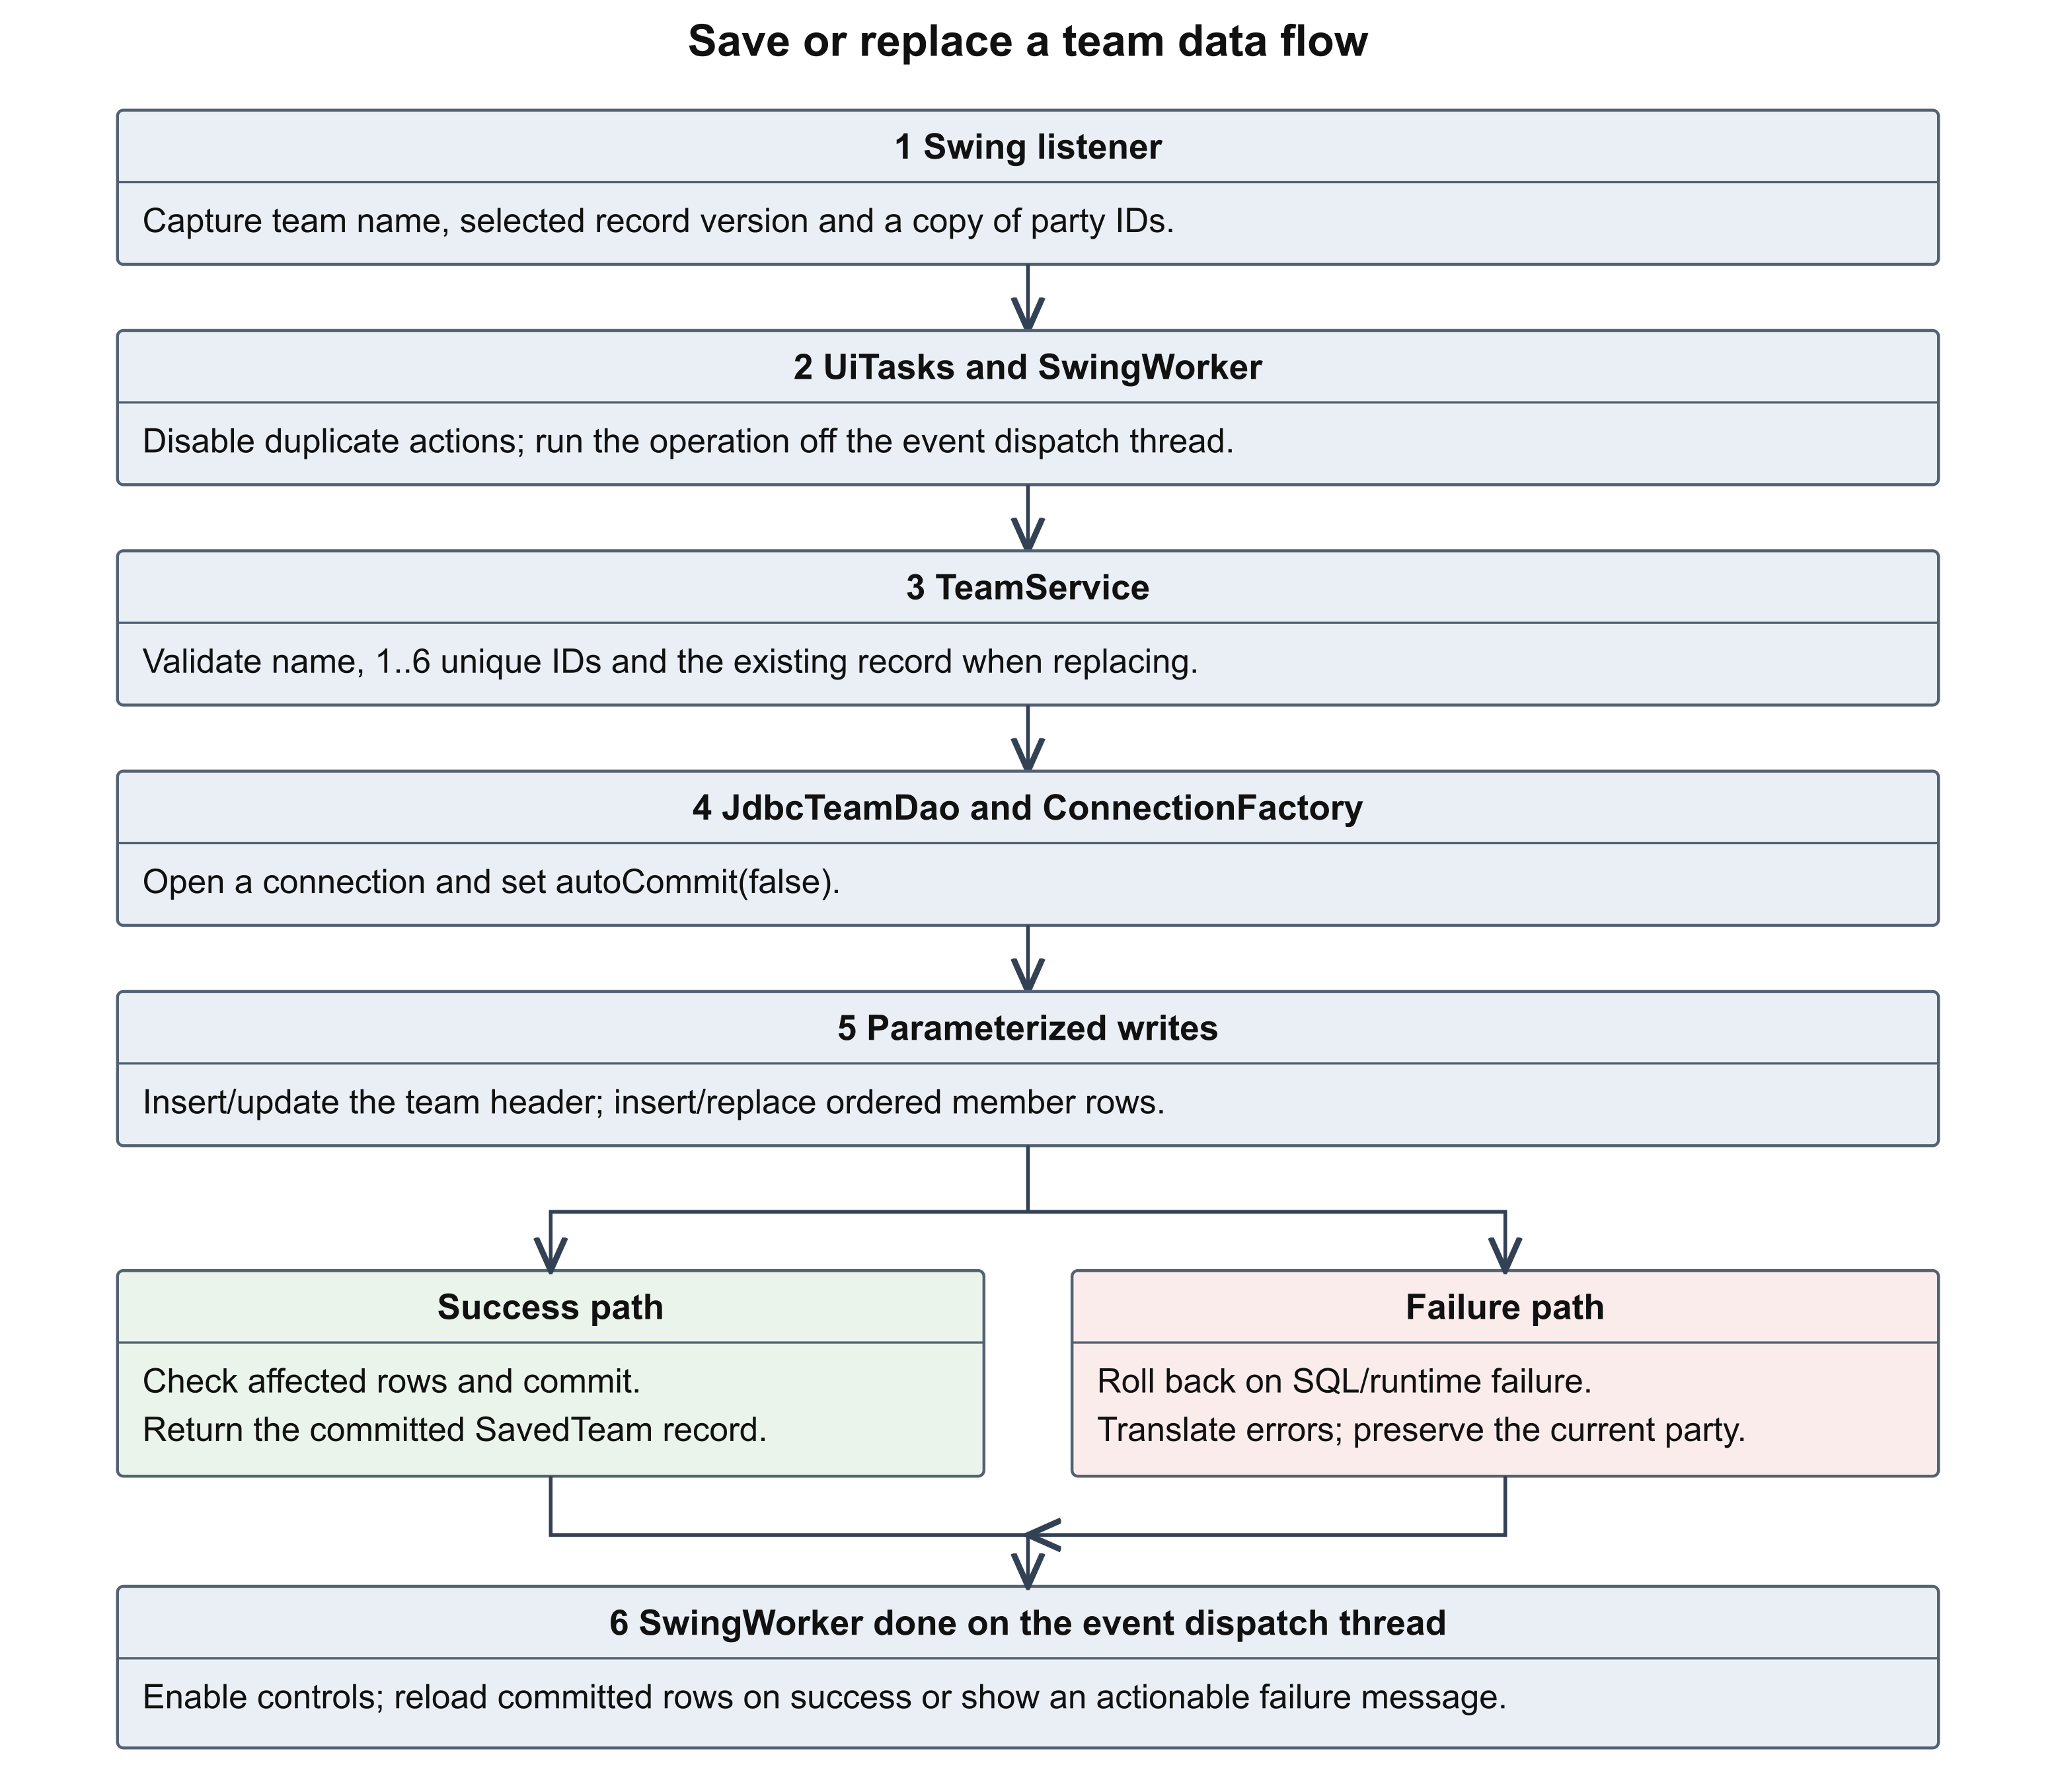 Save or replace a team data flow
1 Swing listener
Capture team name, selected record version and a copy of party IDs.
2 UiTasks and SwingWorker
Disable duplicate actions; run the operation off the event dispatch thread.
3 TeamService
Validate name, 1..6 unique IDs and the existing record when replacing.
4 JdbcTeamDao and ConnectionFactory
Open a connection and set autoCommit(false).
5 Parameterized writes
Insert/update the team header; insert/replace ordered member rows.
Success path
Check affected rows and commit.
Return the committed SavedTeam record.
Failure path
Roll back on SQL/runtime failure.
Translate errors; preserve the current party.
6 SwingWorker done on the event dispatch thread
Enable controls; reload committed rows on success or show an actionable failure message.